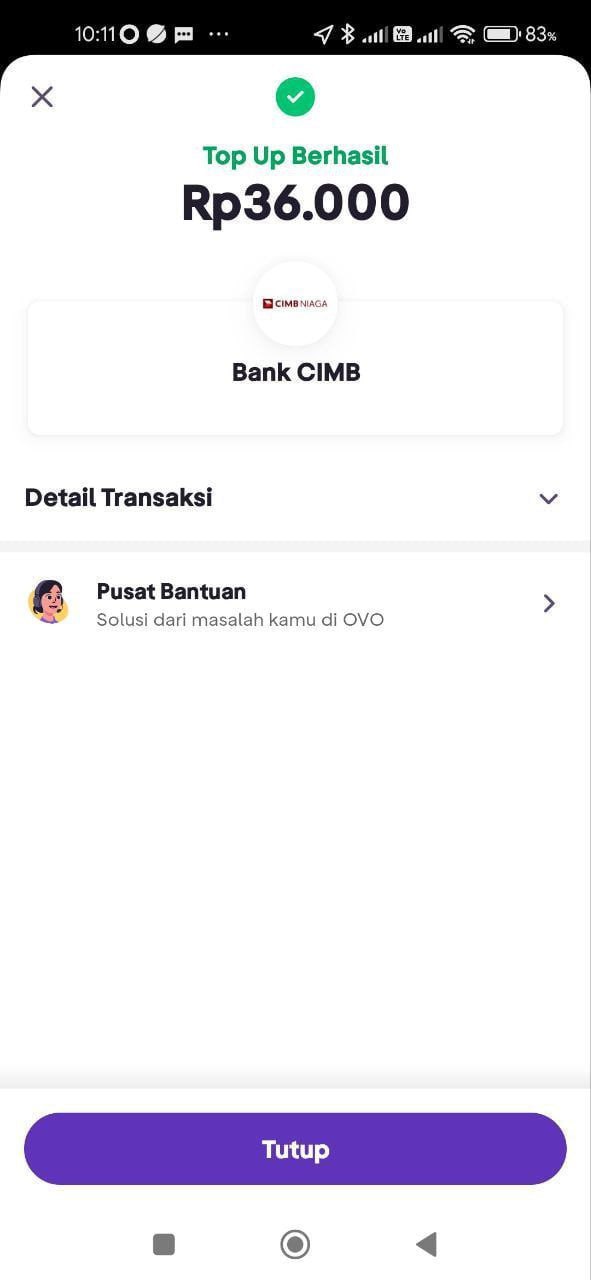 10:11
Vo
LTE
83%
Top Up Berhasil
Rp36.000
CIMB NIAGA
Bank CIMB
Detail Transaksi
Pusat Bantuan
Solusi dari masalah kamu di OVO
Tutup